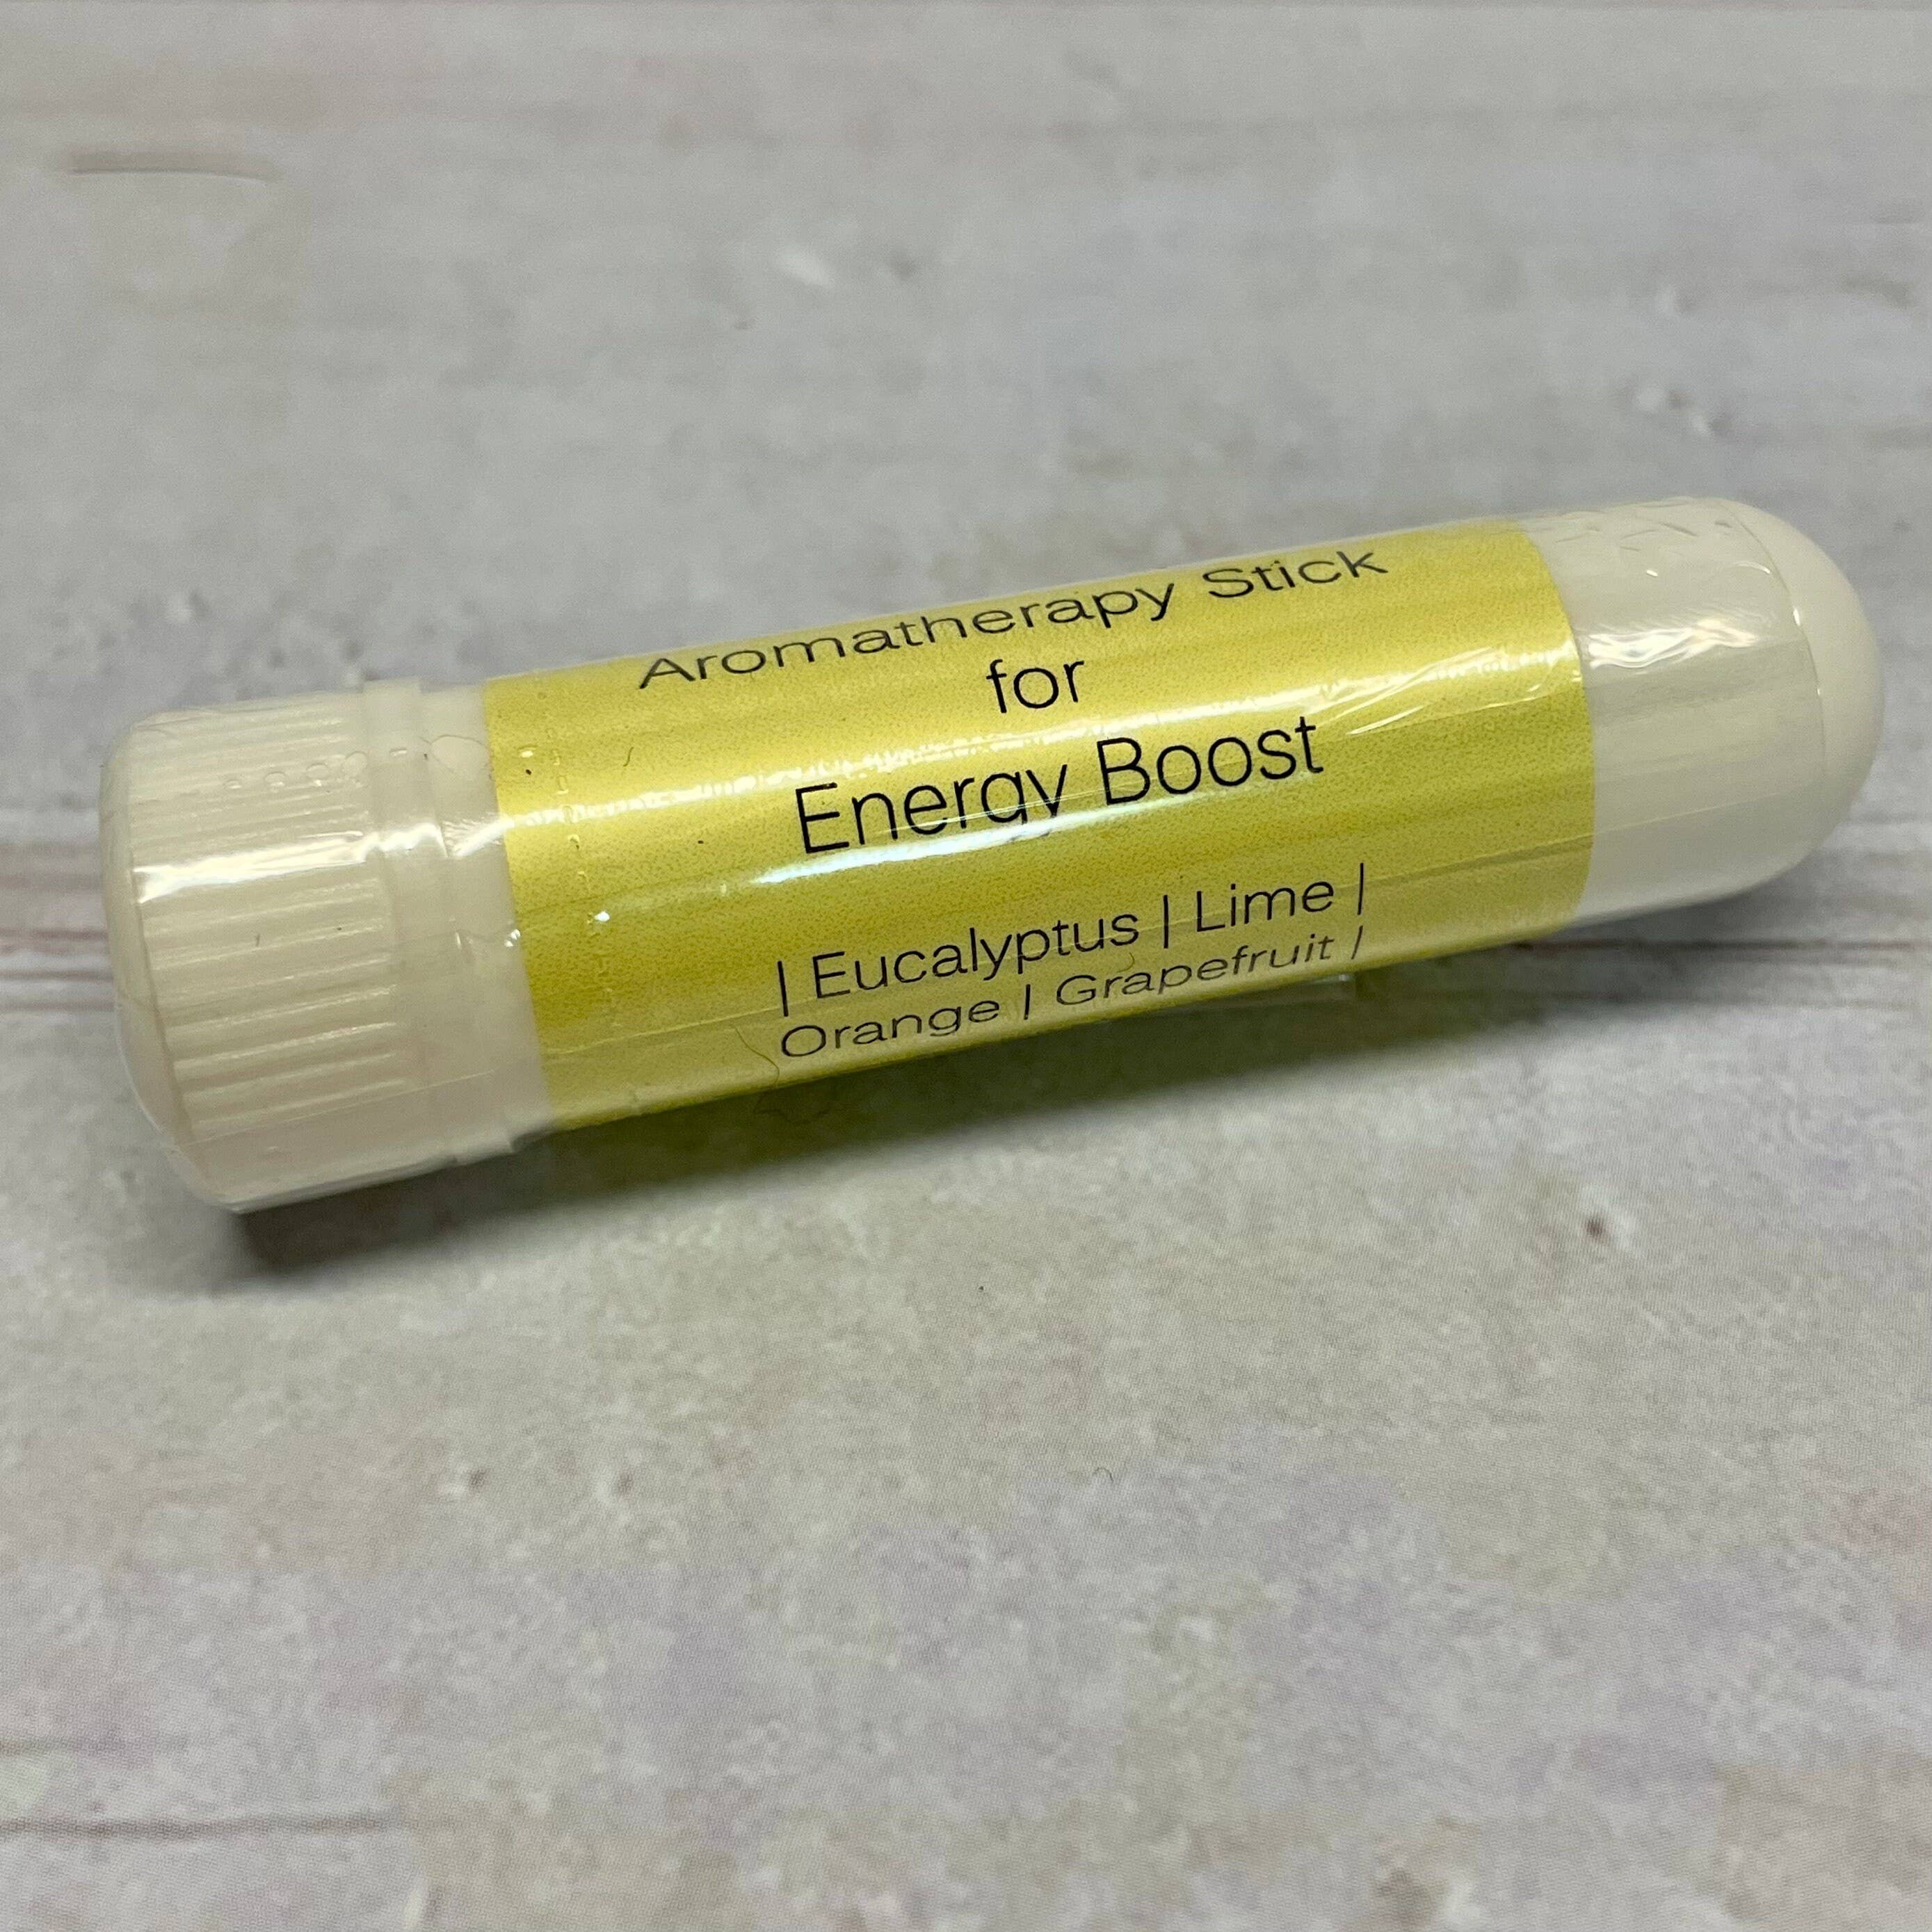 Aromatherapy Stick
for
Energy Boost
| Eucalyptus | Lime |
Orange | Grapefruit |